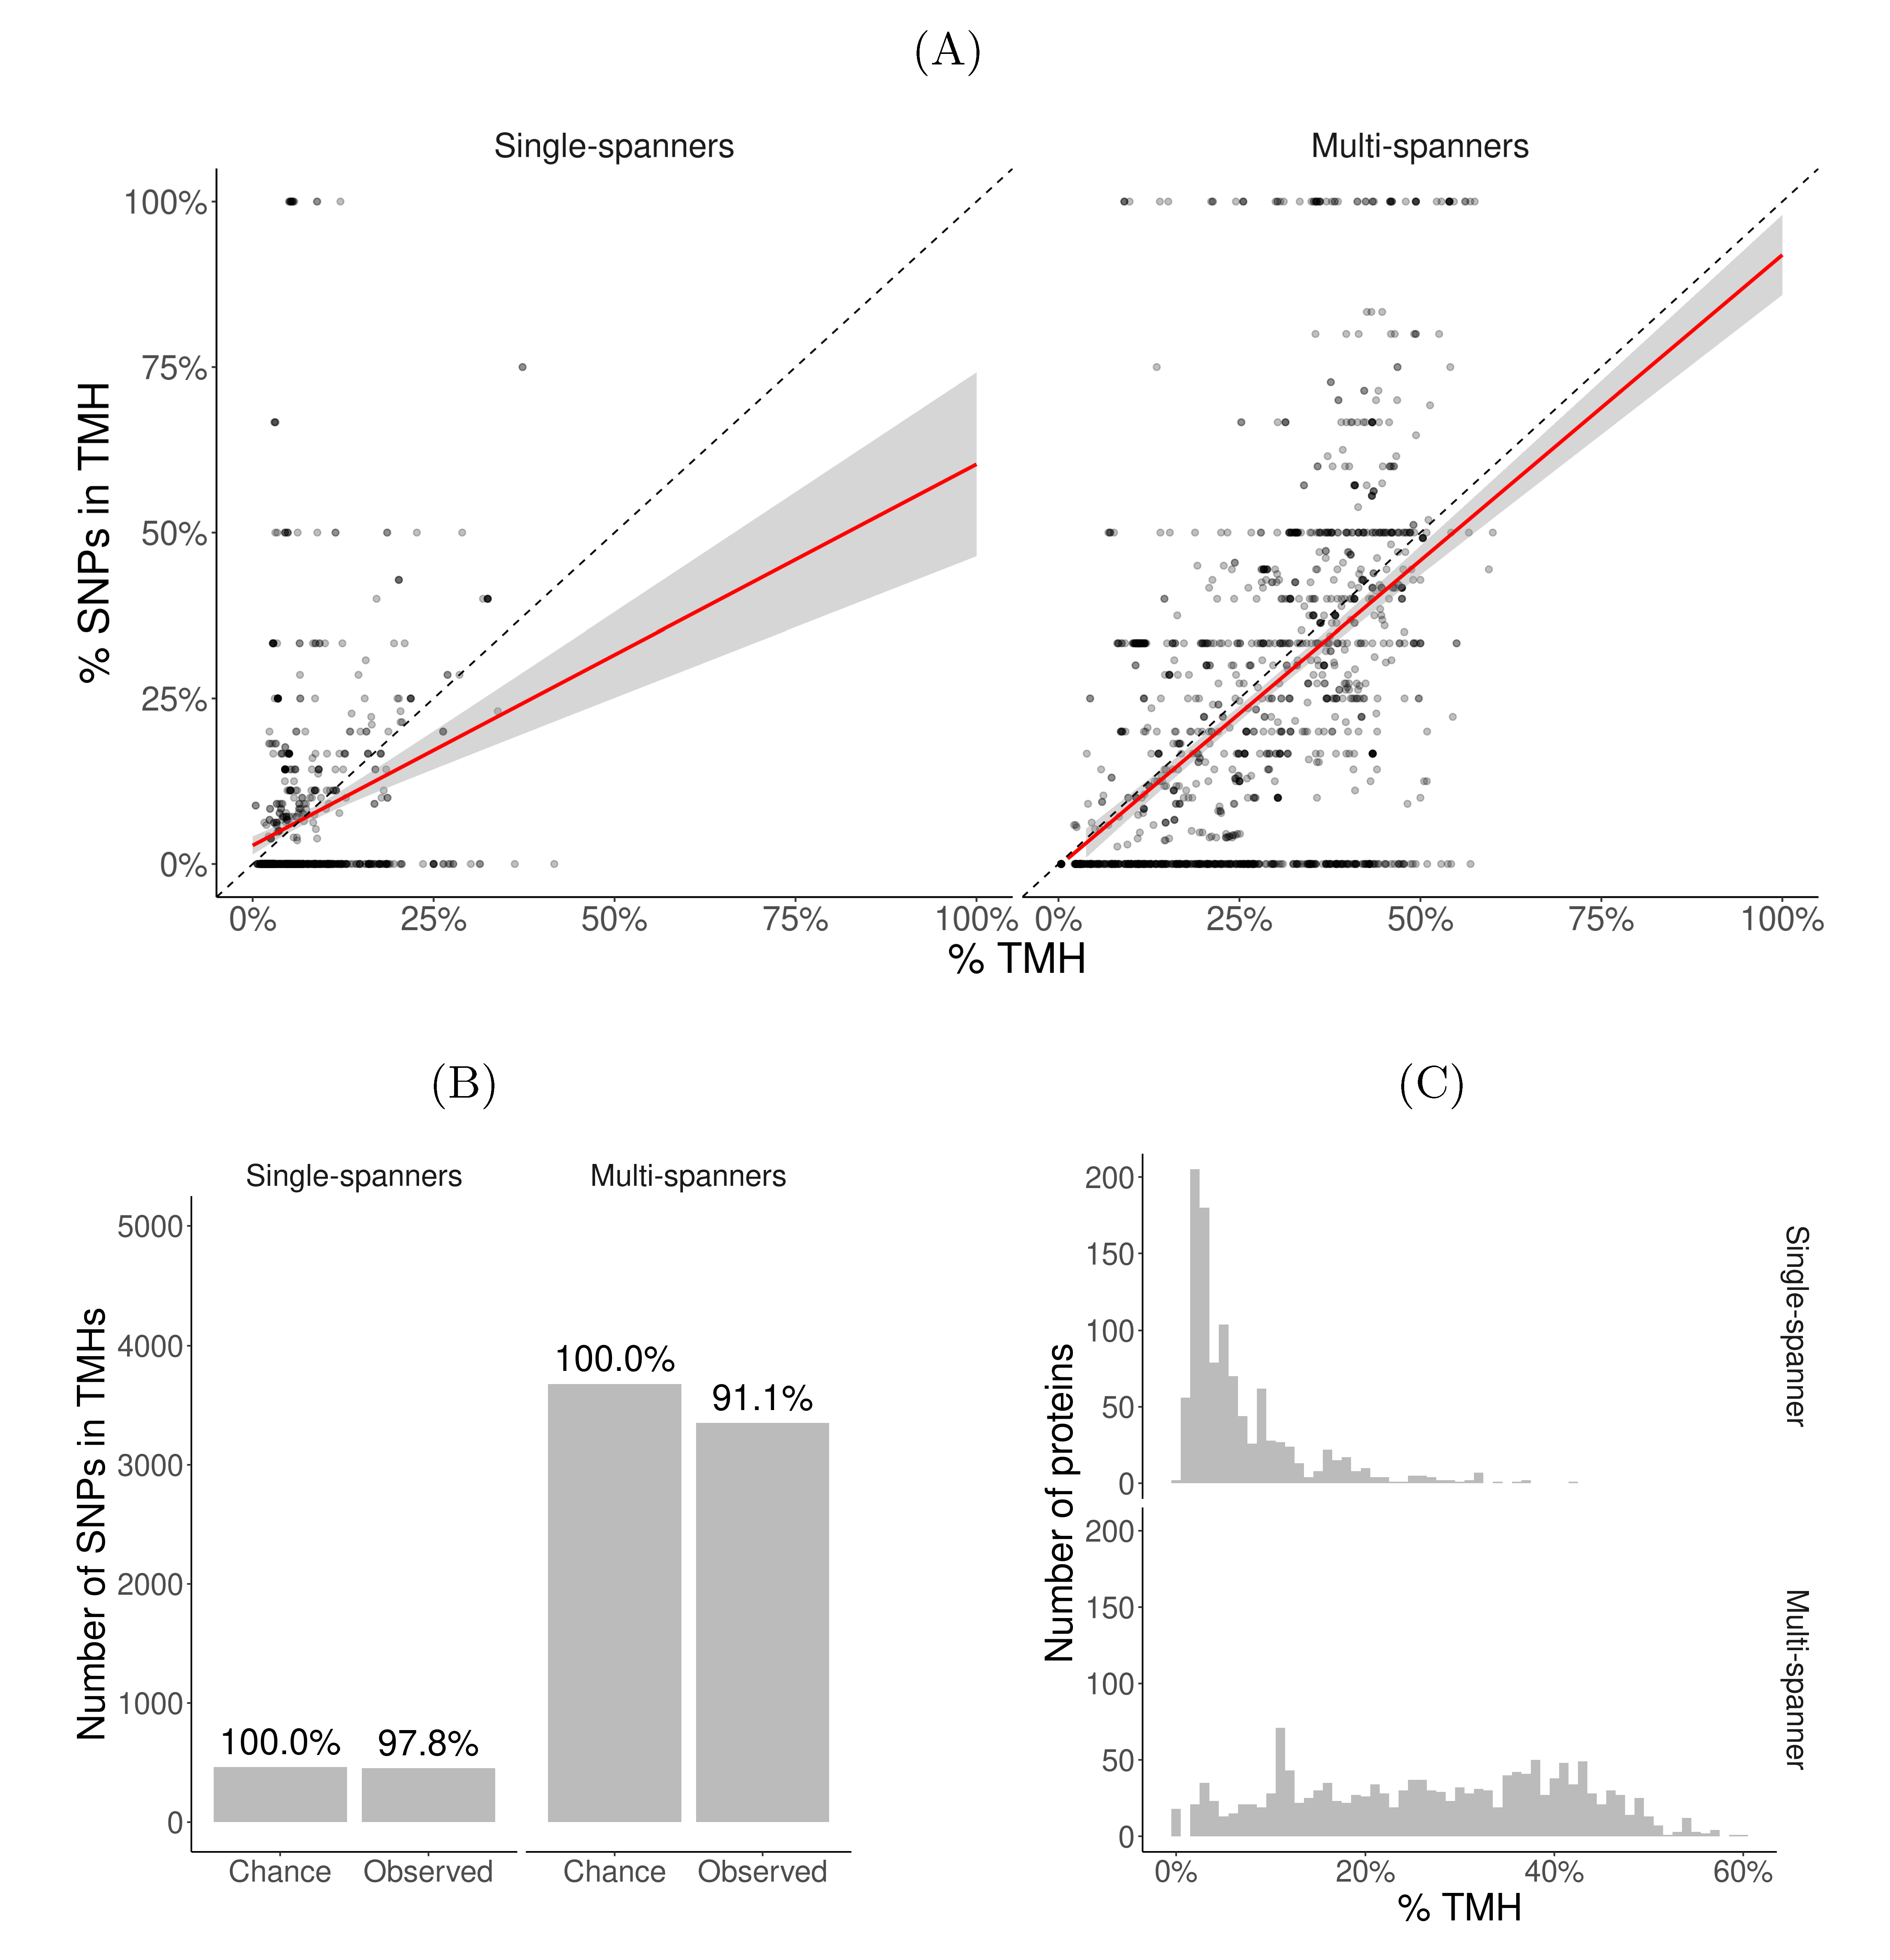 (A)
Single-spanners
Multi-spanners
% SNPs in TMH
100%
75%
50%
25%
0%
0% 25% 50% 75% 100%
0% 25% 50% 75% 100%
% TMH
(B)
Single-spanners
Multi-spanners
Number of SNPs in TMHs
5000
4000
3000
2000
1000
0
100.0%
97.8%
100.0%
91.1%
Chance Observed
Chance Observed
(C)
Number of proteins
200
150
100
50
0
Single-spanner
200
150
100
50
0
Multi-spanner
0% 20% 40% 60%
% TMH